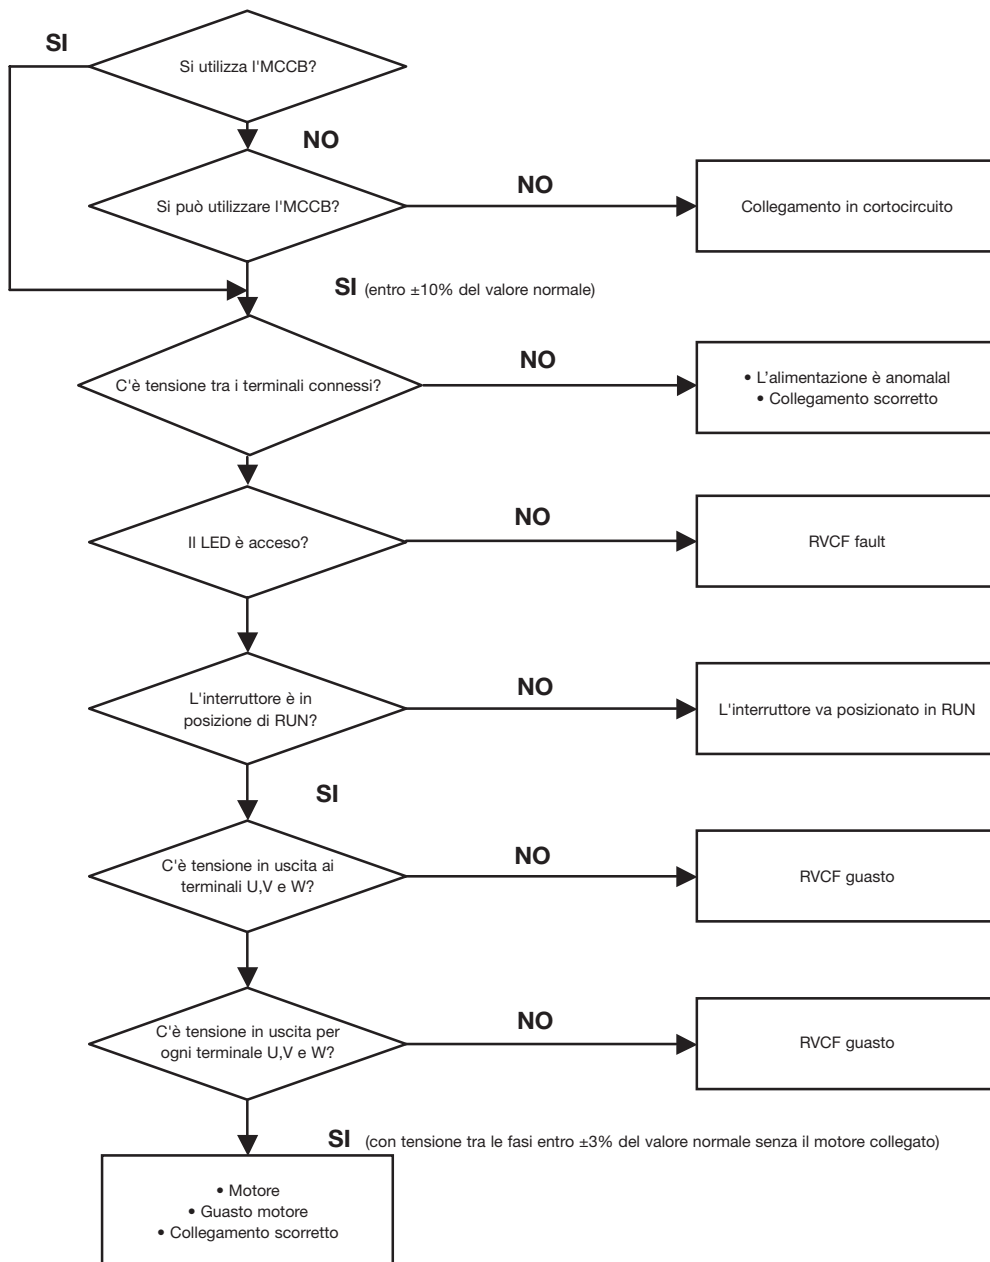 SI
Si utilizza l'MCCB?
NO
Si può utilizzare l'MCCB?
NO
Collegamento in cortocircuito
SI (entro ±10% del valore normale)
C'è tensione tra i terminali connessi?
NO
• L'alimentazione è anomalal
• Collegamento scorretto
Il LED è acceso?
NO
RVCF fault
L'interruttore è in
posizione di RUN?
NO
L'interruttore va posizionato in RUN
SI
C'è tensione in uscita ai
terminali U,V e W?
NO
RVCF guasto
C'è tensione in uscita per
ogni terminale U,V e W?
NO
RVCF guasto
SI (con tensione tra le fasi entro ±3% del valore normale senza il motore collegato)
• Motore
• Guasto motore
• Collegamento scorretto